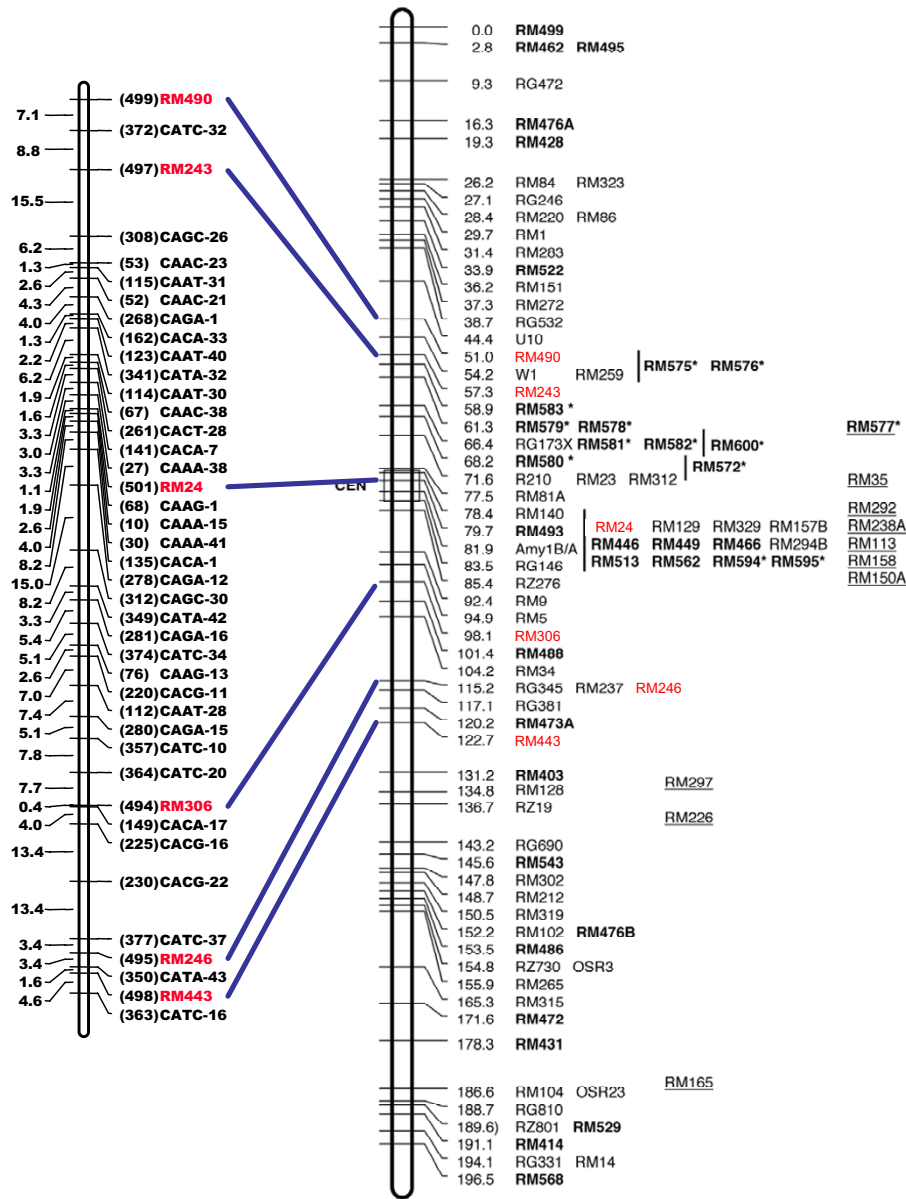 7.1
8.8
15.5
6.2
1.3
2.6
4.3
4.0
1.3
2.2
6.2
1.9
1.6
3.3
3.0
3.3
1.1
1.9
2.6
4.0
8.2
15.0
8.2
3.3
5.4
5.1
2.6
7.0
7.4
5.1
7.8
7.7
0.4
4.0
13.4
13.4
3.4
3.4
1.6
4.6
(499)RM490
(372)CATC-32
(497)RM243
(308)CAGC-26
(53) CAAC-23
(115)CAAT-31
(52) CAAC-21
(268)CAGA-1
(162)CACA-33
(123)CAAT-40
(341)CATA-32
(114)CAAT-30
(67) CAAC-38
(261)CACT-28
(141)CACA-7
(27) CAAA-38
(501)RM24
(68) CAAG-1
(10) CAAA-15
(30) CAAA-41
(135)CACA-1
(278)CAGA-12
(312)CAGC-30
(349)CATA-42
(281)CAGA-16
(374)CATC-34
(76) CAAG-13
(220)CACG-11
(112)CAAT-28
(280)CAGA-15
(357)CATC-10
(364)CATC-20
(494)RM306
(149)CACA-17
(225)CACG-16
(230)CACG-22
(377)CATC-37
(495)RM246
(350)CATA-43
(498)RM443
(363)CATC-16
CEN
0.0 RM499
2.8 RM462 RM495
9.3 RG472
16.3 RM476A
19.3 RM428
26.2 RM84 RM323
27.1 RG246
28.4 RM220 RM86
29.7 RM1
31.4 RM283
33.9 RM522
36.2 RM151
37.3 RM272
38.7 RG532
44.4 U10
51.0 RM490
RM575* RM576*
54.2 W1 RM259
57.3 RM243
58.9 RM583 *
61.3 RM579* RM578* RM577*
66.4 RG173X RM581* RM582* RM600*
68.2 RM580 * RM572*
71.6 R210 RM23 RM312 RM35
77.5 RM81A
78.4 RM140 RM292
79.7 RM493 RM24 RM129 RM329 RM157B RM238A
81.9 Amy1B/A RM446 RM449 RM466 RM294B RM113
83.5 RG146 RM513 RM562 RM594* RM595* RM158
85.4 RZ276 RM150A
92.4 RM9
94.9 RM5
98.1 RM306
101.4 RM488
104.2 RM34
115.2 RG345 RM237 RM246
117.1 RG381
120.2 RM473A
122.7 RM443
131.2 RM403
RM297
134.8 RM128
136.7 RZ19
RM226
143.2 RG690
145.6 RM543
147.8 RM302
148.7 RM212
150.5 RM319
152.2 RM102 RM476B
153.5 RM486
154.8 RZ730 OSR3
155.9 RM265
165.3 RM315
171.6 RM472
178.3 RM431
RM165
186.6 RM104 OSR23
188.7 RG810
189.6) RZ801 RM529
191.1 RM414
194.1 RG331 RM14
196.5 RM568